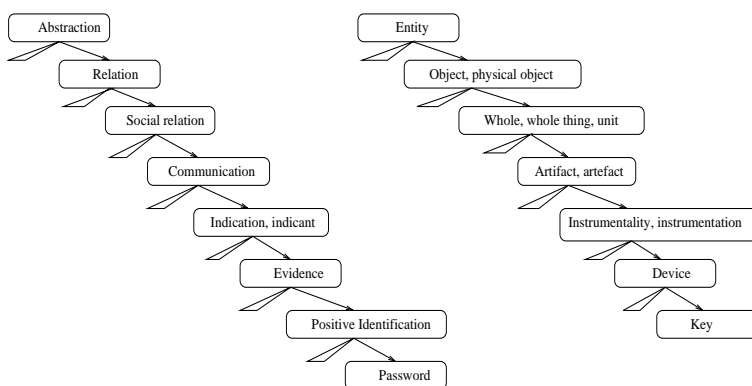 Abstraction
Relation
Social relation
Communication
Indication, indicant
Evidence
Positive Identification
Password
Entity
Object, physical object
Whole, whole thing, unit
Artifact, artefact
Instrumentality, instrumentation
Device
Key